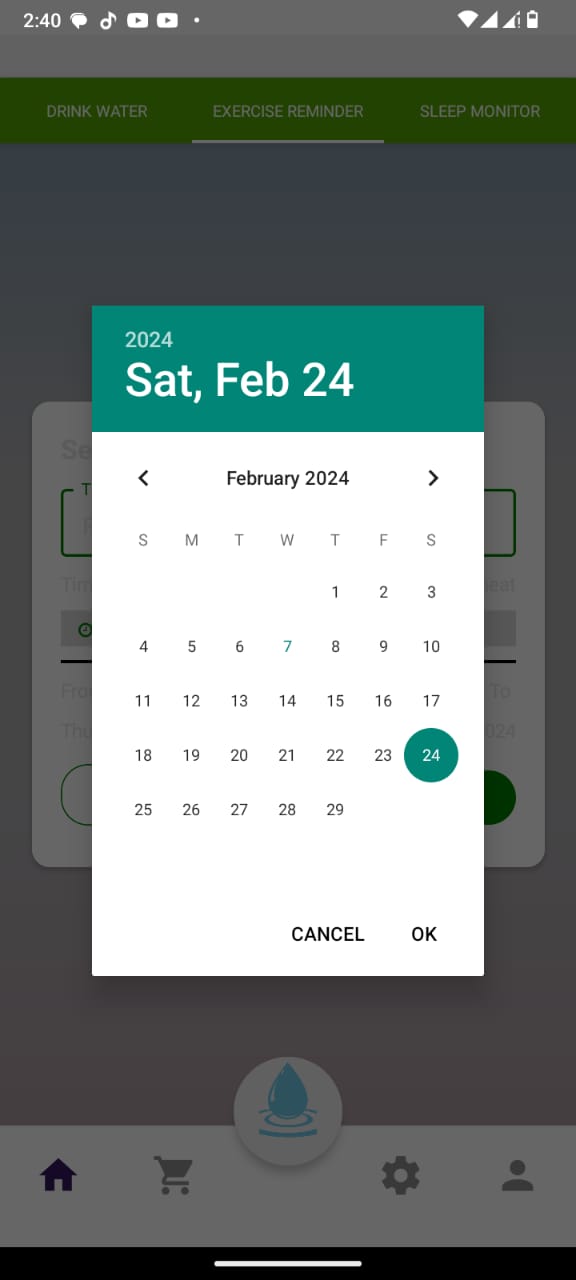 2:40
DRINK WATER EXERCISE REMINDER SLEEP MONITOR
2024
Sat, Feb 24
February 2024
S M T W T F S
1 2 3
4 5 6 7 8 9 10
11 12 13 14 15 16 17
18 19 20 21 22 23 24
25 26 27 28 29
To
CANCEL OK